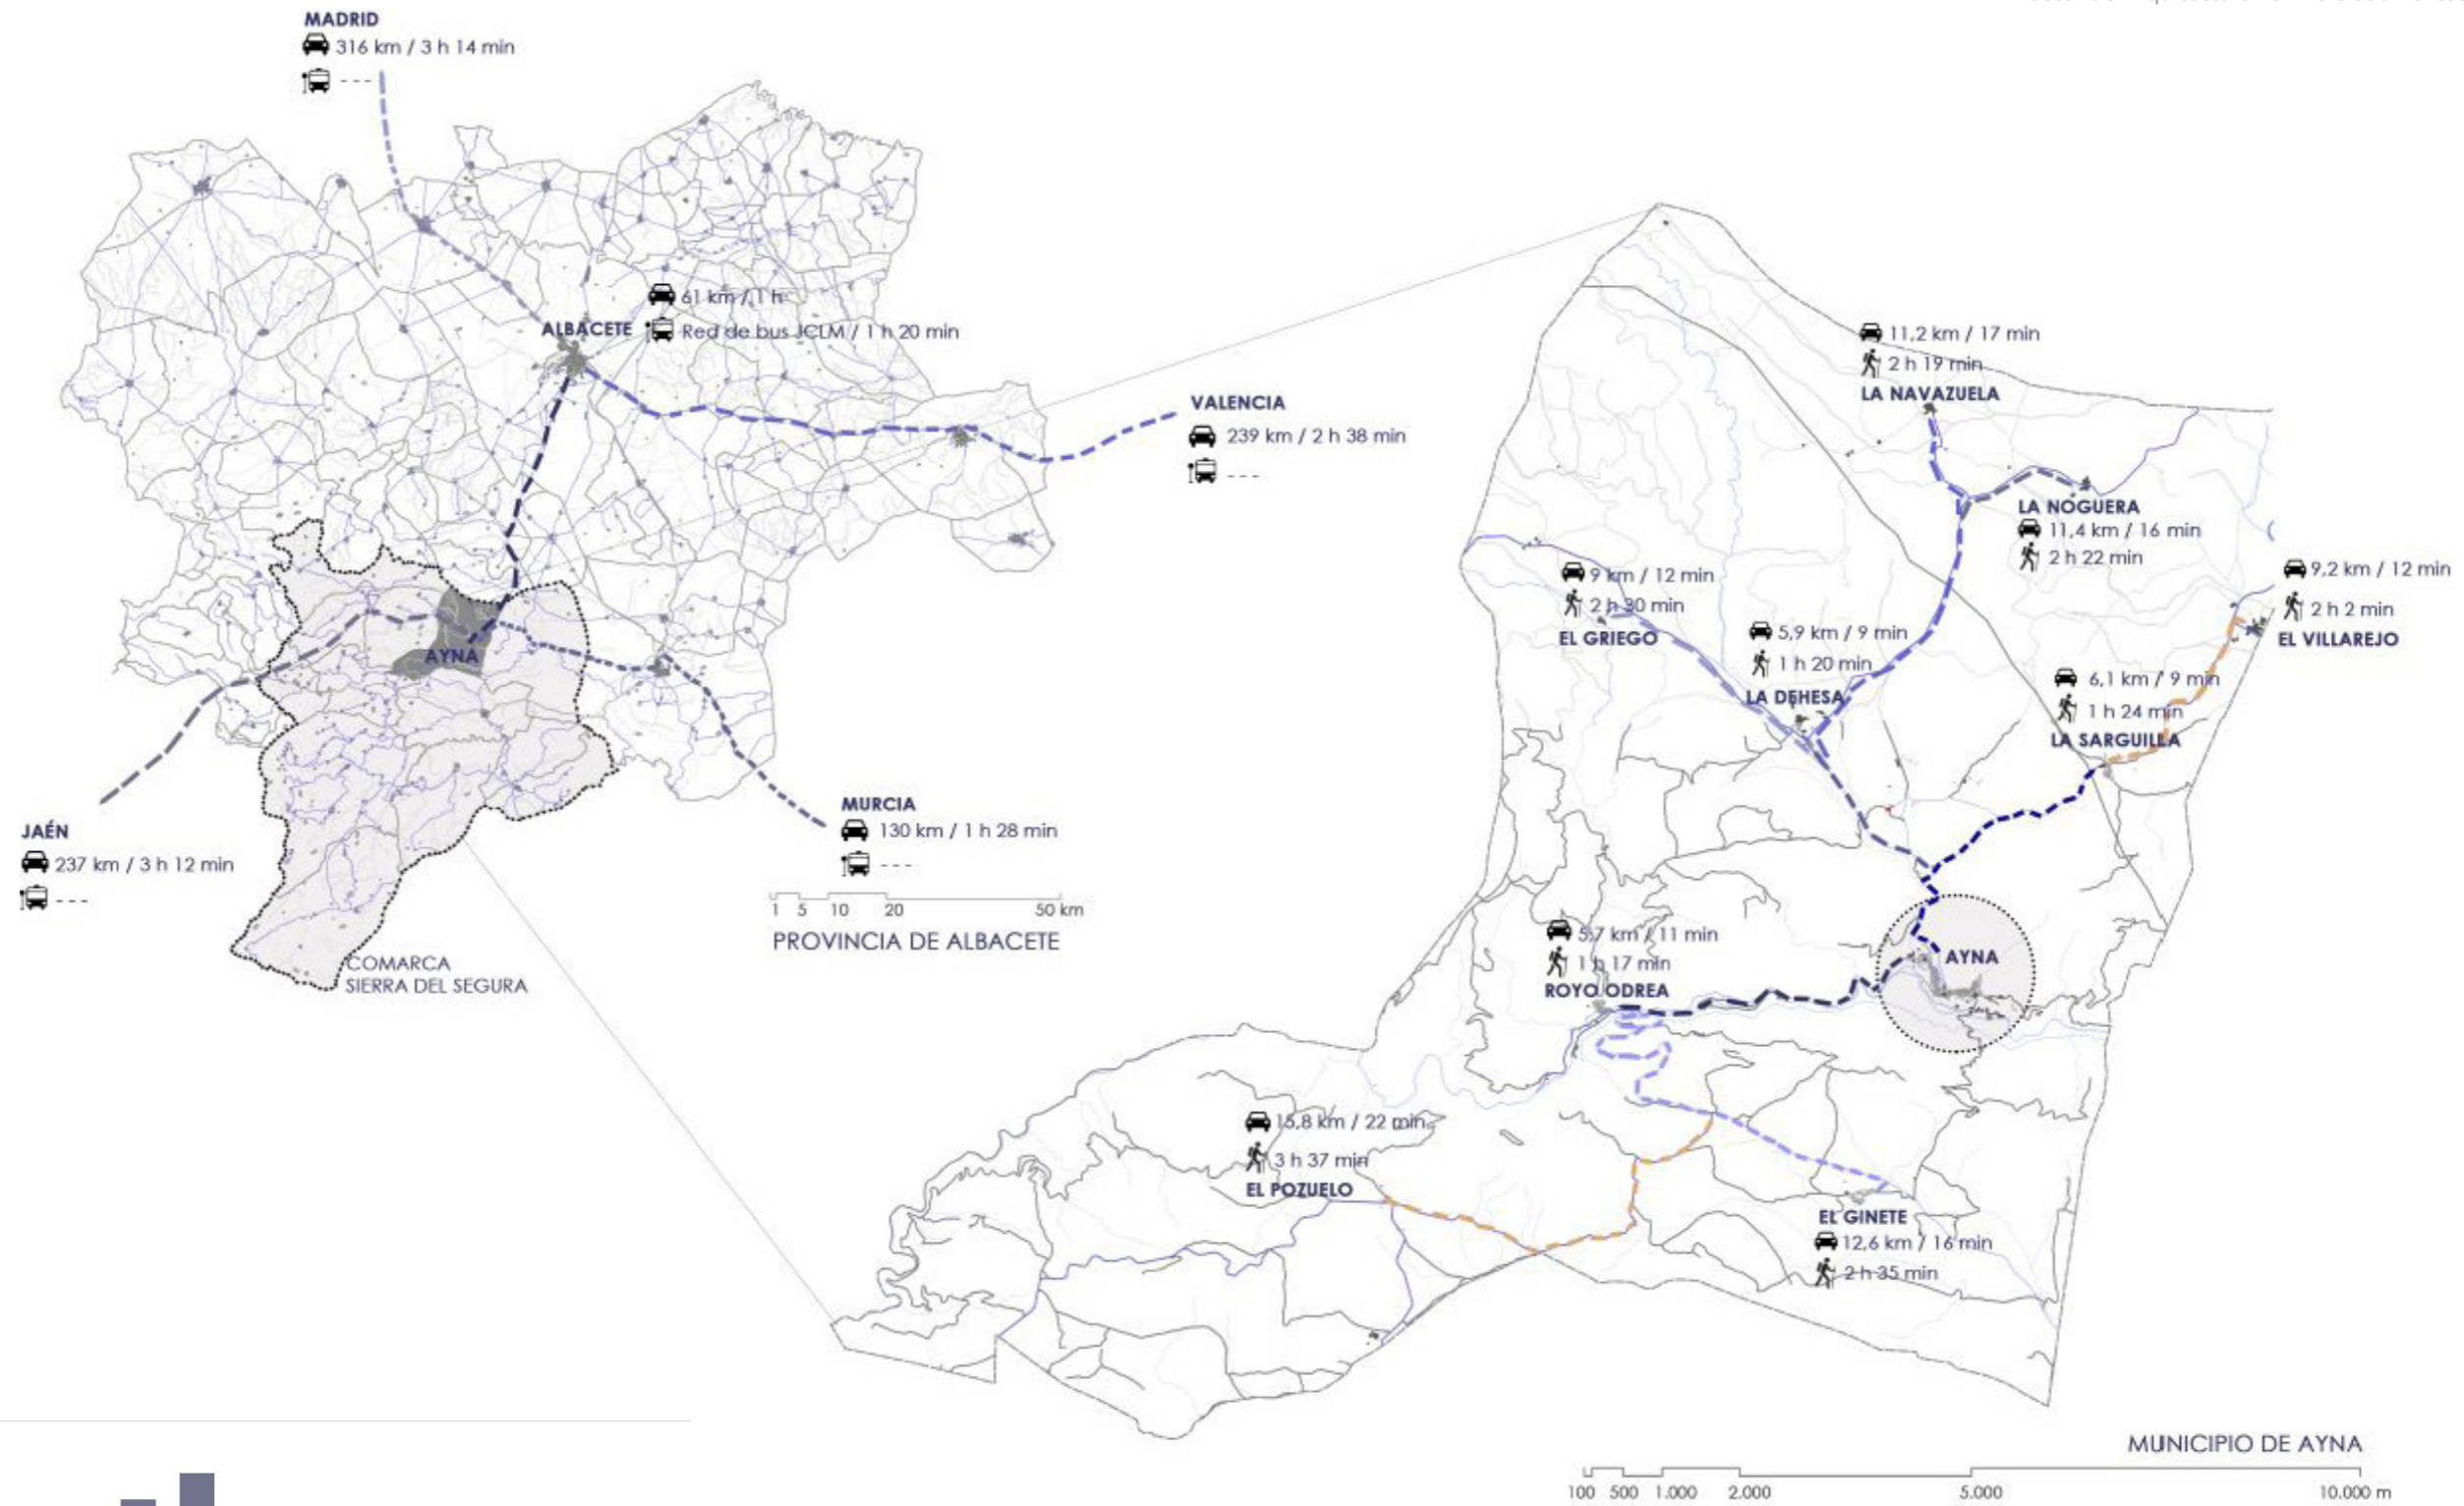 MADRID
316 km / 3 h 14 min
---
61 km / 1 h
ALBACETE
Red de bus JCLM / 1 h 20 min
VALENCIA
239 km / 2 h 38 min
---
AYNA
JAÉN
237 km / 3 h 12 min
---
MURCIA
130 km / 1 h 28 min
---
1 5 10 20 50 km
PROVINCIA DE ALBACETE
COMARCA
SIERRA DEL SEGURA
11,2 km / 17 min
2 h 19 min
LA NAVAZUELA
LA NOGUERA
11,4 km / 16 min
2 h 22 min
9 km / 12 min
2 h 30 min
EL GRIEGO
5,9 km / 9 min
1 h 20 min
LA DEHESA
9,2 km / 12 min
2 h 2 min
EL VILLAREJO
6,1 km / 9 min
1 h 24 min
LA SARGUILLA
5,7 km / 11 min
1 h 17 min
ROYO ODREA
AYNA
15,8 km / 22 min
3 h 37 min
EL POZUELO
EL GINETE
12,6 km / 16 min
2 h 35 min
MUNICIPIO DE AYNA
100 500 1.000 2.000 5.000 10.000 m